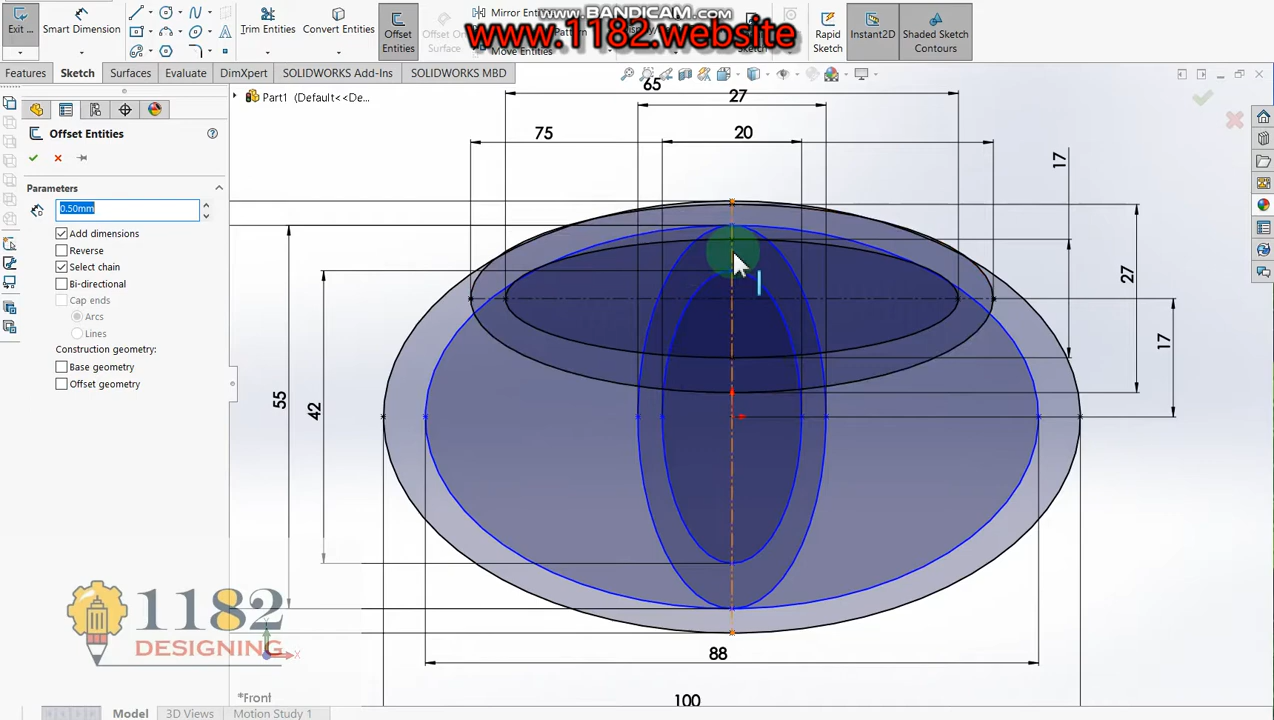 www.BANDICAM.com
www.1182.website
Exit ...
Smart Dimension
Trim Entities
Convert Entities
Offset Entities
Offset On Surface
Mirror Entities
Move Entities
Rapid Sketch
Instant2D
Shaded Sketch Contours
Features
Sketch
Surfaces
Evaluate
DimXpert
SOLIDWORKS Add-Ins
SOLIDWORKS MBD
Part1 (Default<<De...
Offset Entities
Parameters
0.50mm
Add dimensions
Reverse
Select chain
Bi-directional
Cap ends
Arcs
Lines
Construction geometry:
Base geometry
Offset geometry
65
27
75
20
17
27
17
55
42
88
100
1182
DESIGNING
Y
X
*Front
Model
3D Views
Motion Study 1